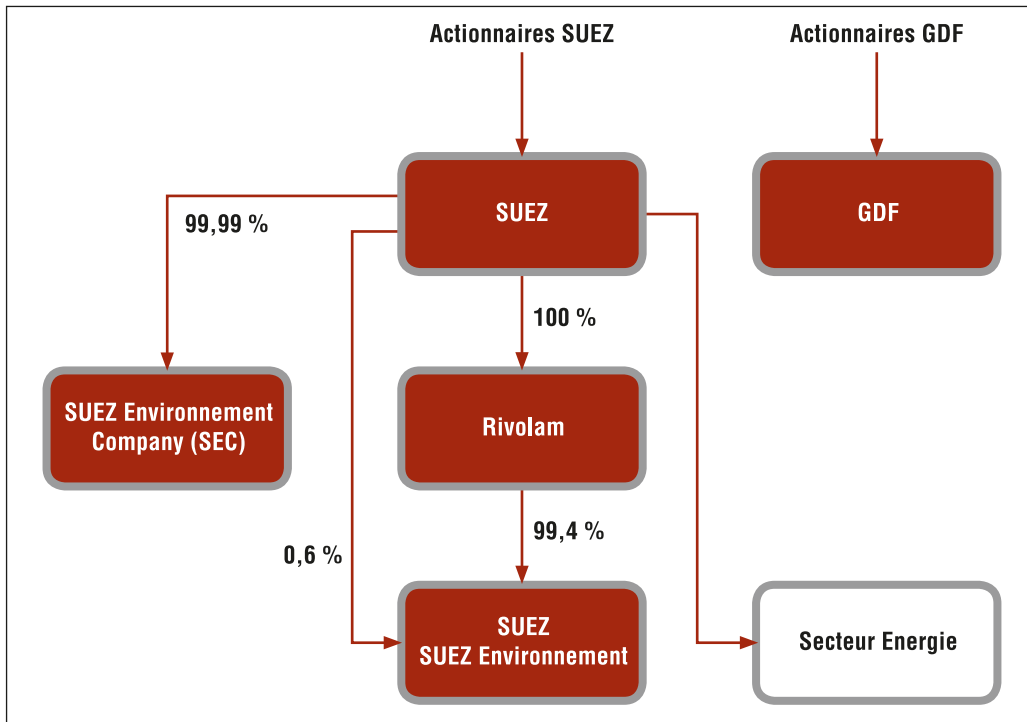 Actionnaires SUEZ
Actionnaires GDF
SUEZ
GDF
99,99 %
100 %
SUEZ Environnement
Company (SEC)
Rivolam
99,4 %
0,6 %
SUEZ
SUEZ Environnement
Secteur Energie